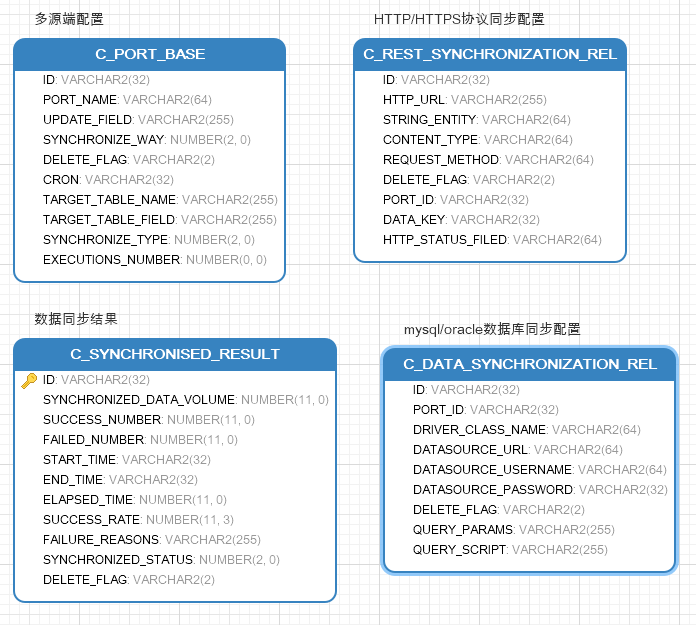 多源端配置
C_PORT_BASE
ID: VARCHAR2(32)
PORT_NAME: VARCHAR2(64)
UPDATE_FIELD: VARCHAR2(255)
SYNCHRONIZE_WAY: NUMBER(2, 0)
DELETE_FLAG: VARCHAR2(2)
CRON: VARCHAR2(32)
TARGET_TABLE_NAME: VARCHAR2(255)
TARGET_TABLE_FIELD: VARCHAR2(255)
SYNCHRONIZE_TYPE: NUMBER(2, 0)
EXECUTIONS_NUMBER: NUMBER(0, 0)
HTTP/HTTPS协议同步配置
C_REST_SYNCHRONIZATION_REL
ID: VARCHAR2(32)
HTTP_URL: VARCHAR2(255)
STRING_ENTITY: VARCHAR2(64)
CONTENT_TYPE: VARCHAR2(64)
REQUEST_METHOD: VARCHAR2(64)
DELETE_FLAG: VARCHAR2(2)
PORT_ID: VARCHAR2(32)
DATA_KEY: VARCHAR2(32)
HTTP_STATUS_FILED: VARCHAR2(64)
数据同步结果
C_SYNCHRONISED_RESULT
ID: VARCHAR2(32)
SYNCHRONIZED_DATA_VOLUME: NUMBER(11, 0)
SUCCESS_NUMBER: NUMBER(11, 0)
FAILED_NUMBER: NUMBER(11, 0)
START_TIME: VARCHAR2(32)
END_TIME: VARCHAR2(32)
ELAPSED_TIME: NUMBER(11, 0)
SUCCESS_RATE: NUMBER(11, 3)
FAILURE_REASONS: VARCHAR2(255)
SYNCHRONIZED_STATUS: NUMBER(2, 0)
DELETE_FLAG: VARCHAR2(2)
mysql/oracle数据库同步配置
C_DATA_SYNCHRONIZATION_REL
ID: VARCHAR2(32)
PORT_ID: VARCHAR2(32)
DRIVER_CLASS_NAME: VARCHAR2(64)
DATASOURCE_URL: VARCHAR2(64)
DATASOURCE_USERNAME: VARCHAR2(64)
DATASOURCE_PASSWORD: VARCHAR2(32)
DELETE_FLAG: VARCHAR2(2)
QUERY_PARAMS: VARCHAR2(255)
QUERY_SCRIPT: VARCHAR2(255)